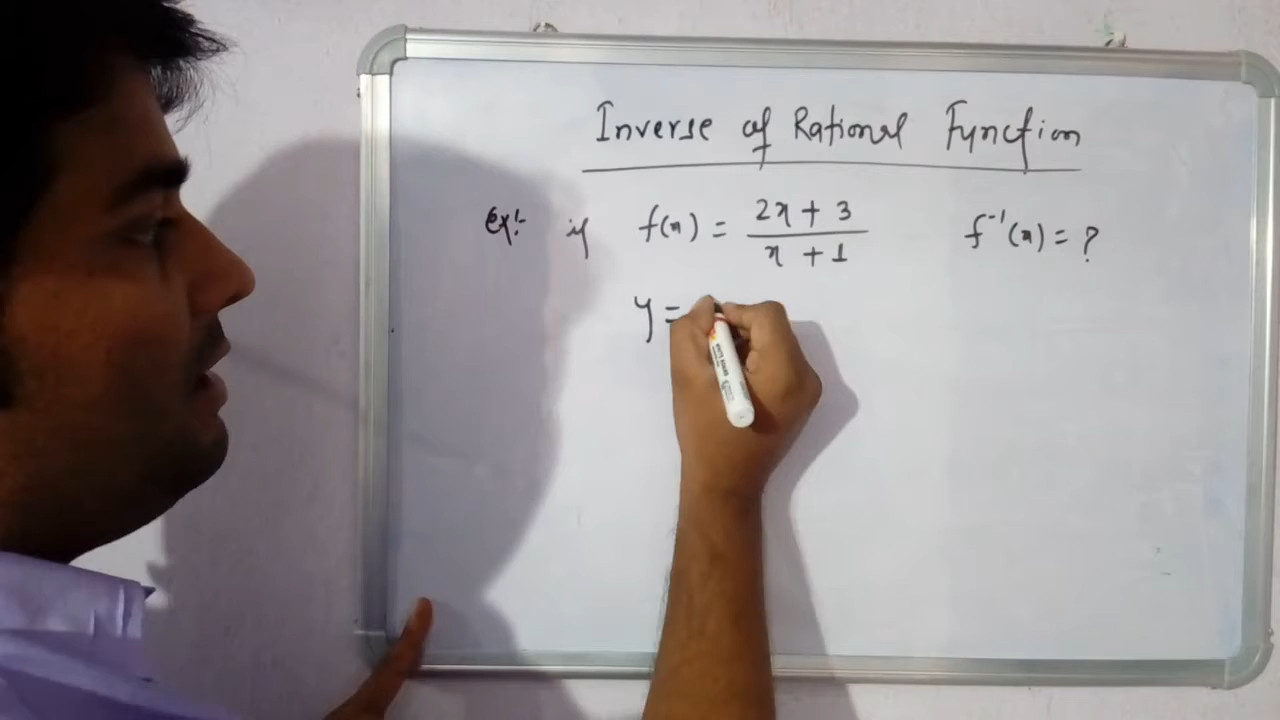 Inverse of Rational Function
Ex:- if f(x) = 2x + 3 / x + 1 f⁻¹(x) = ?
y =